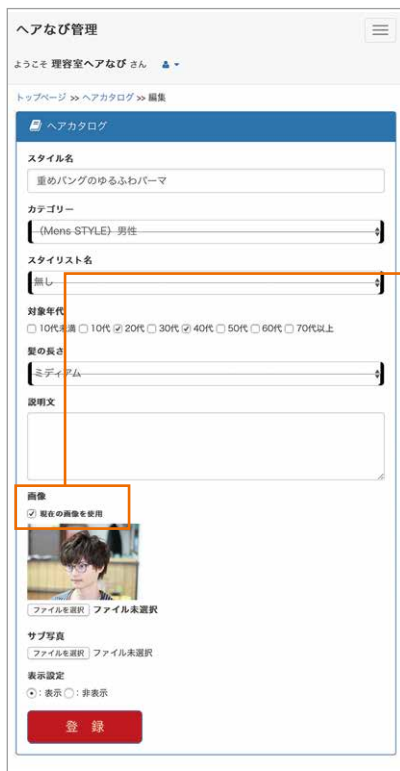 ヘアなび管理
ようこそ 理容室ヘアなび さん
トップページ >> ヘアカタログ >> 編集
ヘアカタログ
スタイル名
重めバングのゆるふわパーマ
カテゴリー
（Mens STYLE）男性
スタイリスト名
無し
対象年代
10代未満 10代 20代 30代 40代 50代 60代 70代以上
髪の長さ
ミディアム
説明文
画像
現在の画像を使用
ファイルを選択 ファイル未選択
サブ写真
ファイルを選択 ファイル未選択
表示設定
：表示 ：非表示
登 録